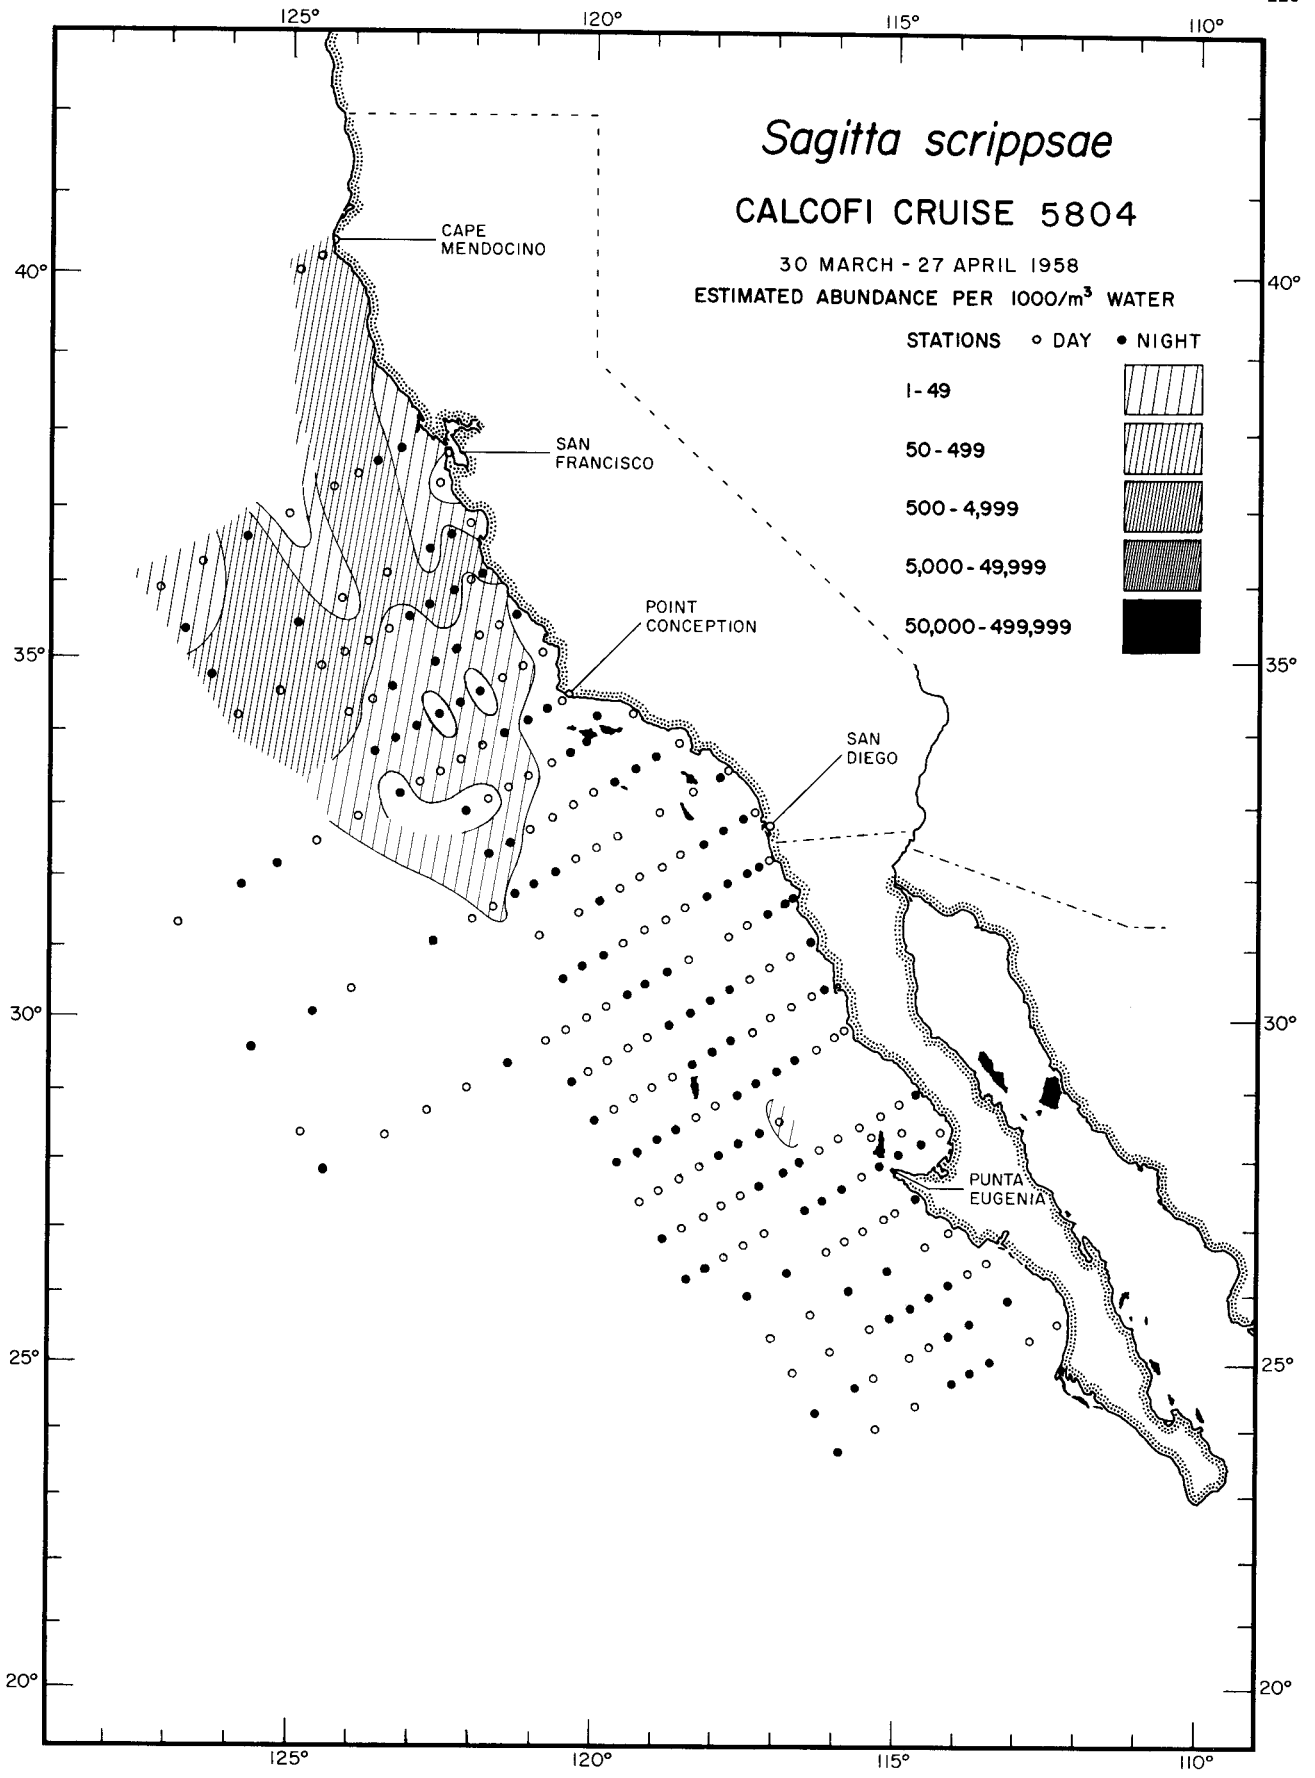 125° 120° 115° 110°
Sagitta scrippsae
CALCOFI CRUISE 5804
30 MARCH - 27 APRIL 1958
ESTIMATED ABUNDANCE PER 1000/m³ WATER
STATIONS ○ DAY ● NIGHT
1-49
50-499
500-4,999
5,000-49,999
50,000-499,999
CAPE
MENDOCINO
40° 40°
SAN
FRANCISCO
POINT
CONCEPTION
35° 35°
SAN
DIEGO
30° 30°
PUNTA
EUGENIA
25° 25°
20° 20°
125° 120° 115° 110°